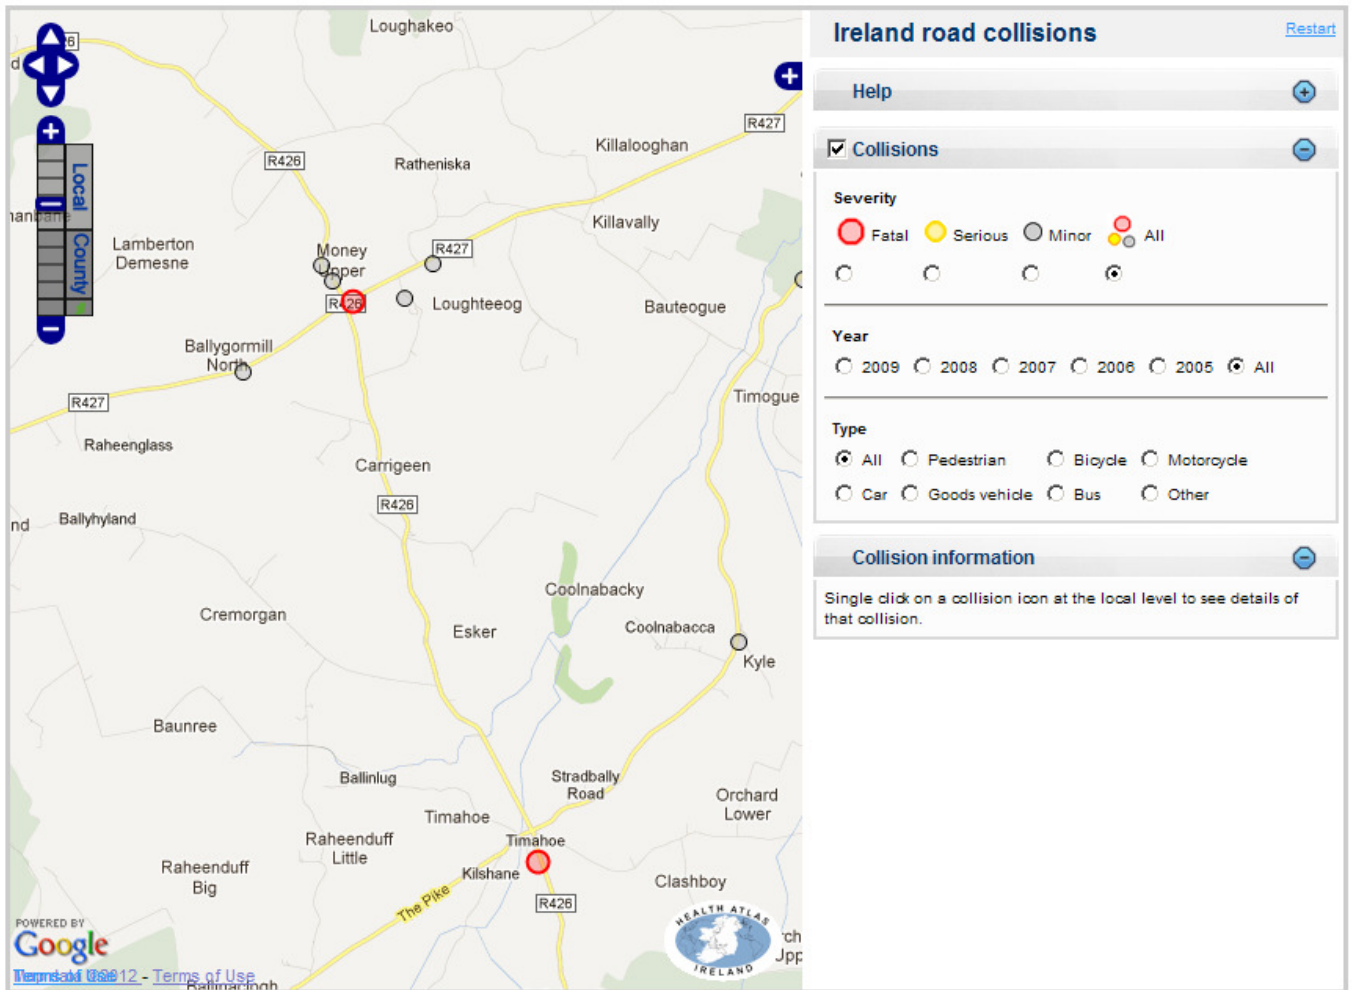 Loughakeo
R427
R426
Killalooghan
Ratheniska
Killavally
Lamberton
Demesne
Money
Upper
R427
R426
Loughteeog
Bauteogue
Ballygormill
North
R427
Timogue
Raheenglass
Carrigeen
R426
nd
Ballyhyland
Coolnabacky
Cremorgan
Esker
Coolnabacca
Kyle
Baunree
Ballinlug
Stradbally
Road
Orchard
Lower
Timahoe
Raheenduff
Little
Timahoe
Raheenduff
Big
Kilshane
Clashboy
The Pike
R426
Local
County
POWERED BY
Google
Terms of Use
HEALTH ATLAS
IRELAND
Ireland road collisions
Restart
Help
Collisions
Severity
Fatal Serious Minor All
Year
2009 2008 2007 2006 2005 All
Type
All Pedestrian Bicycle Motorcycle
Car Goods vehicle Bus Other
Collision information
Single click on a collision icon at the local level to see details of
that collision.